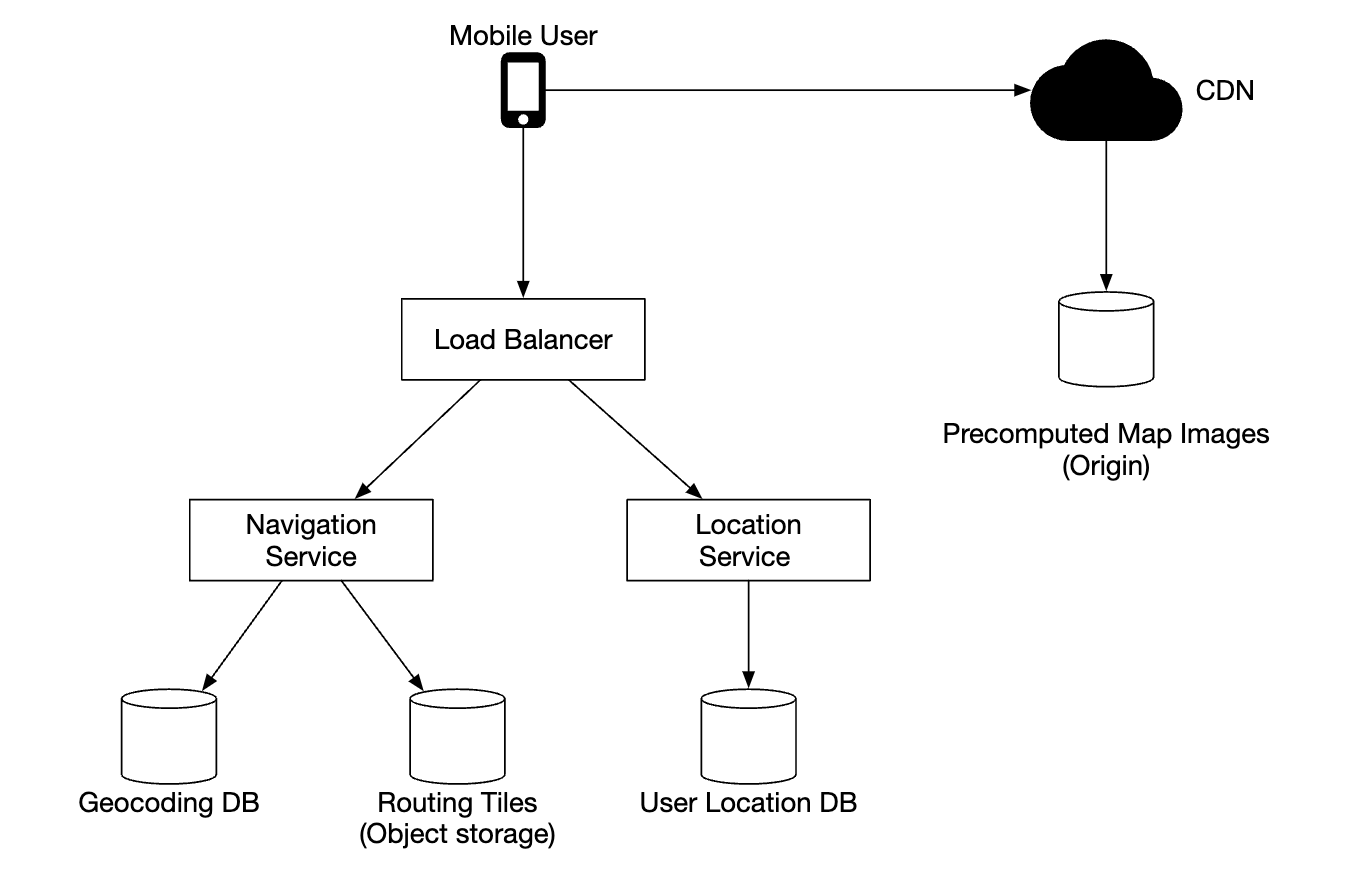 Mobile User
CDN
Load Balancer
Precomputed Map Images
(Origin)
Navigation
Service
Location
Service
Geocoding DB
Routing Tiles
(Object storage)
User Location DB